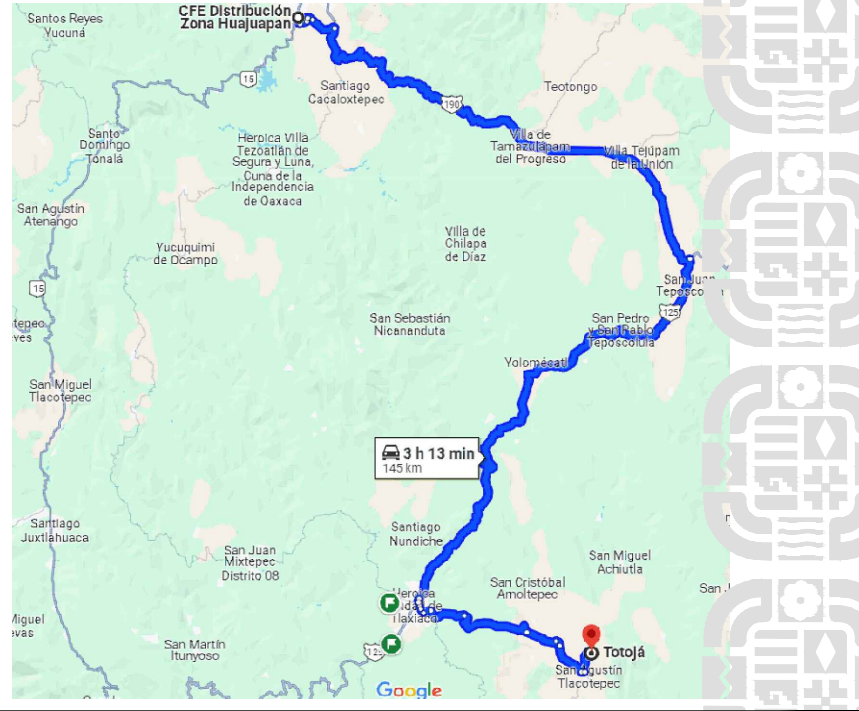 CFE Distribución
Zona Huajuapan
Santos Reyes
Yucuná
15
Santiago
Cacaloxtepec
190
Teotongo
Santo
Domingo
Tonalá
Heroica Villa
Tezoatlán de
Segura y Luna,
Cuna de la
Independencia
de Oaxaca
Villa de
Tamazulapam
del Progreso
Villa Tejúpam
de la Unión
San Agustín
Atenango
Yucuquimi
de Ocampo
Villa de
Chilapa
de Díaz
15
San Juan
125
San Sebastián
Nicananduta
San Pedro
y San Pablo
Teposcolula
San Miguel
Tlacotepec
3 h 13 min
145 km
Santiago
Juxtlahuaca
Santiago
Nundiche
San Juan
Mixtepec
Distrito 08
San Miguel
Achiutla
San Cristóbal
Amoltepec
Heroica
Tlaxiaco
San Martín
Itunyoso
Totojá
San Agustín
Tlacotepec
Google